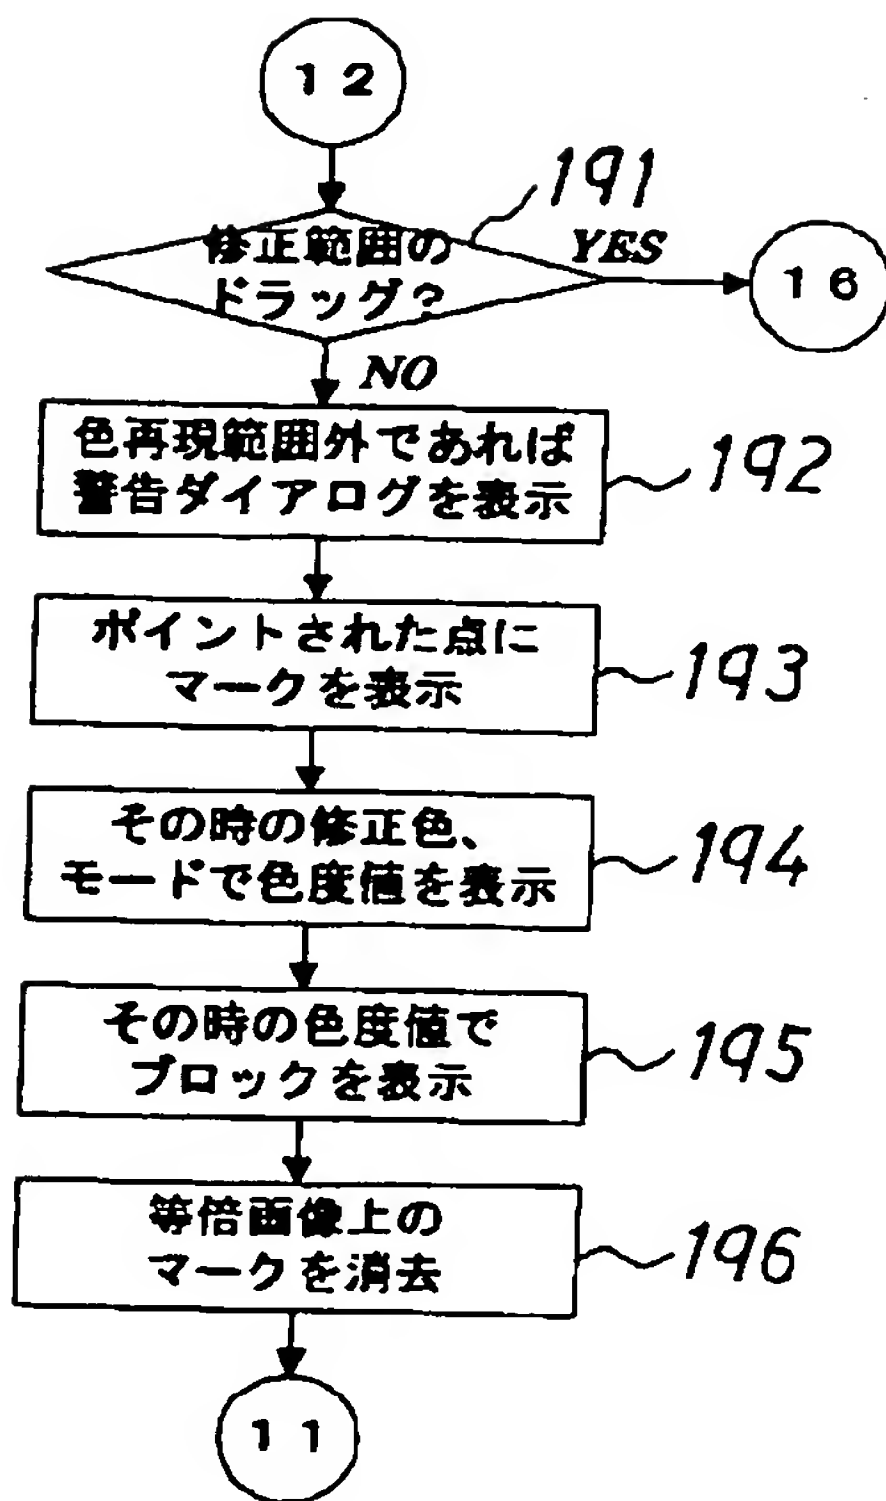 12
191
修正範囲の
ドラッグ?
YES
16
NO
色再現範囲外であれば
警告ダイアログを表示
192
ポイントされた点に
マークを表示
193
その時の修正色、
モードで色度値を表示
194
その時の色度値で
ブロックを表示
195
等倍画像上の
マークを消去
196
11